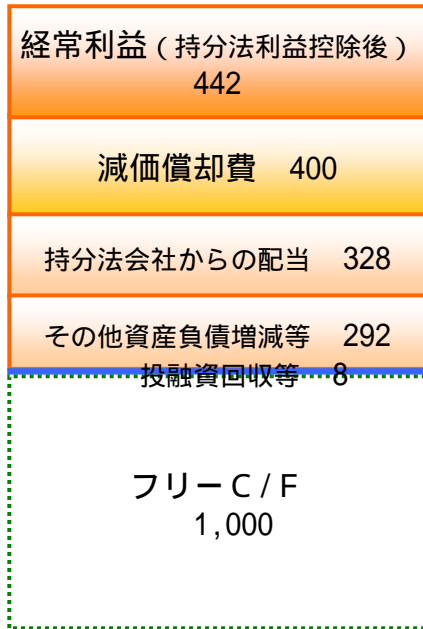 経常利益（持分法利益控除後）
442
減価償却費　400
持分法会社からの配当　328
その他資産負債増減等　292
投融資回収等　8
フリーＣ / Ｆ
1,000